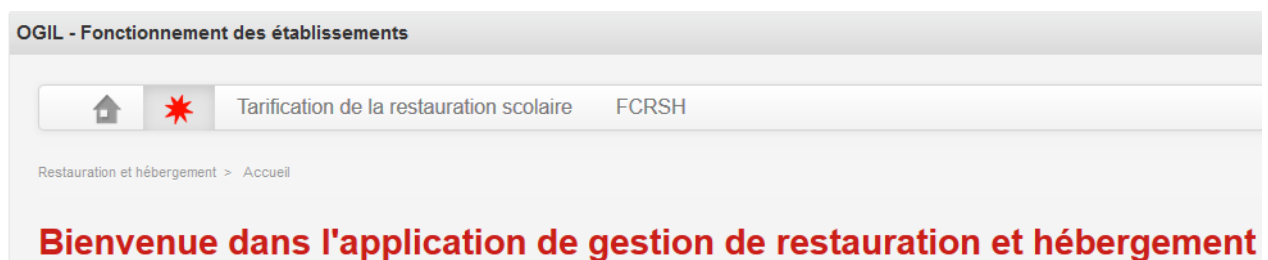 OGIL - Fonctionnement des établissements
Tarification de la restauration scolaire FCRSH
Restauration et hébergement > Accueil
Bienvenue dans l'application de gestion de restauration et hébergement